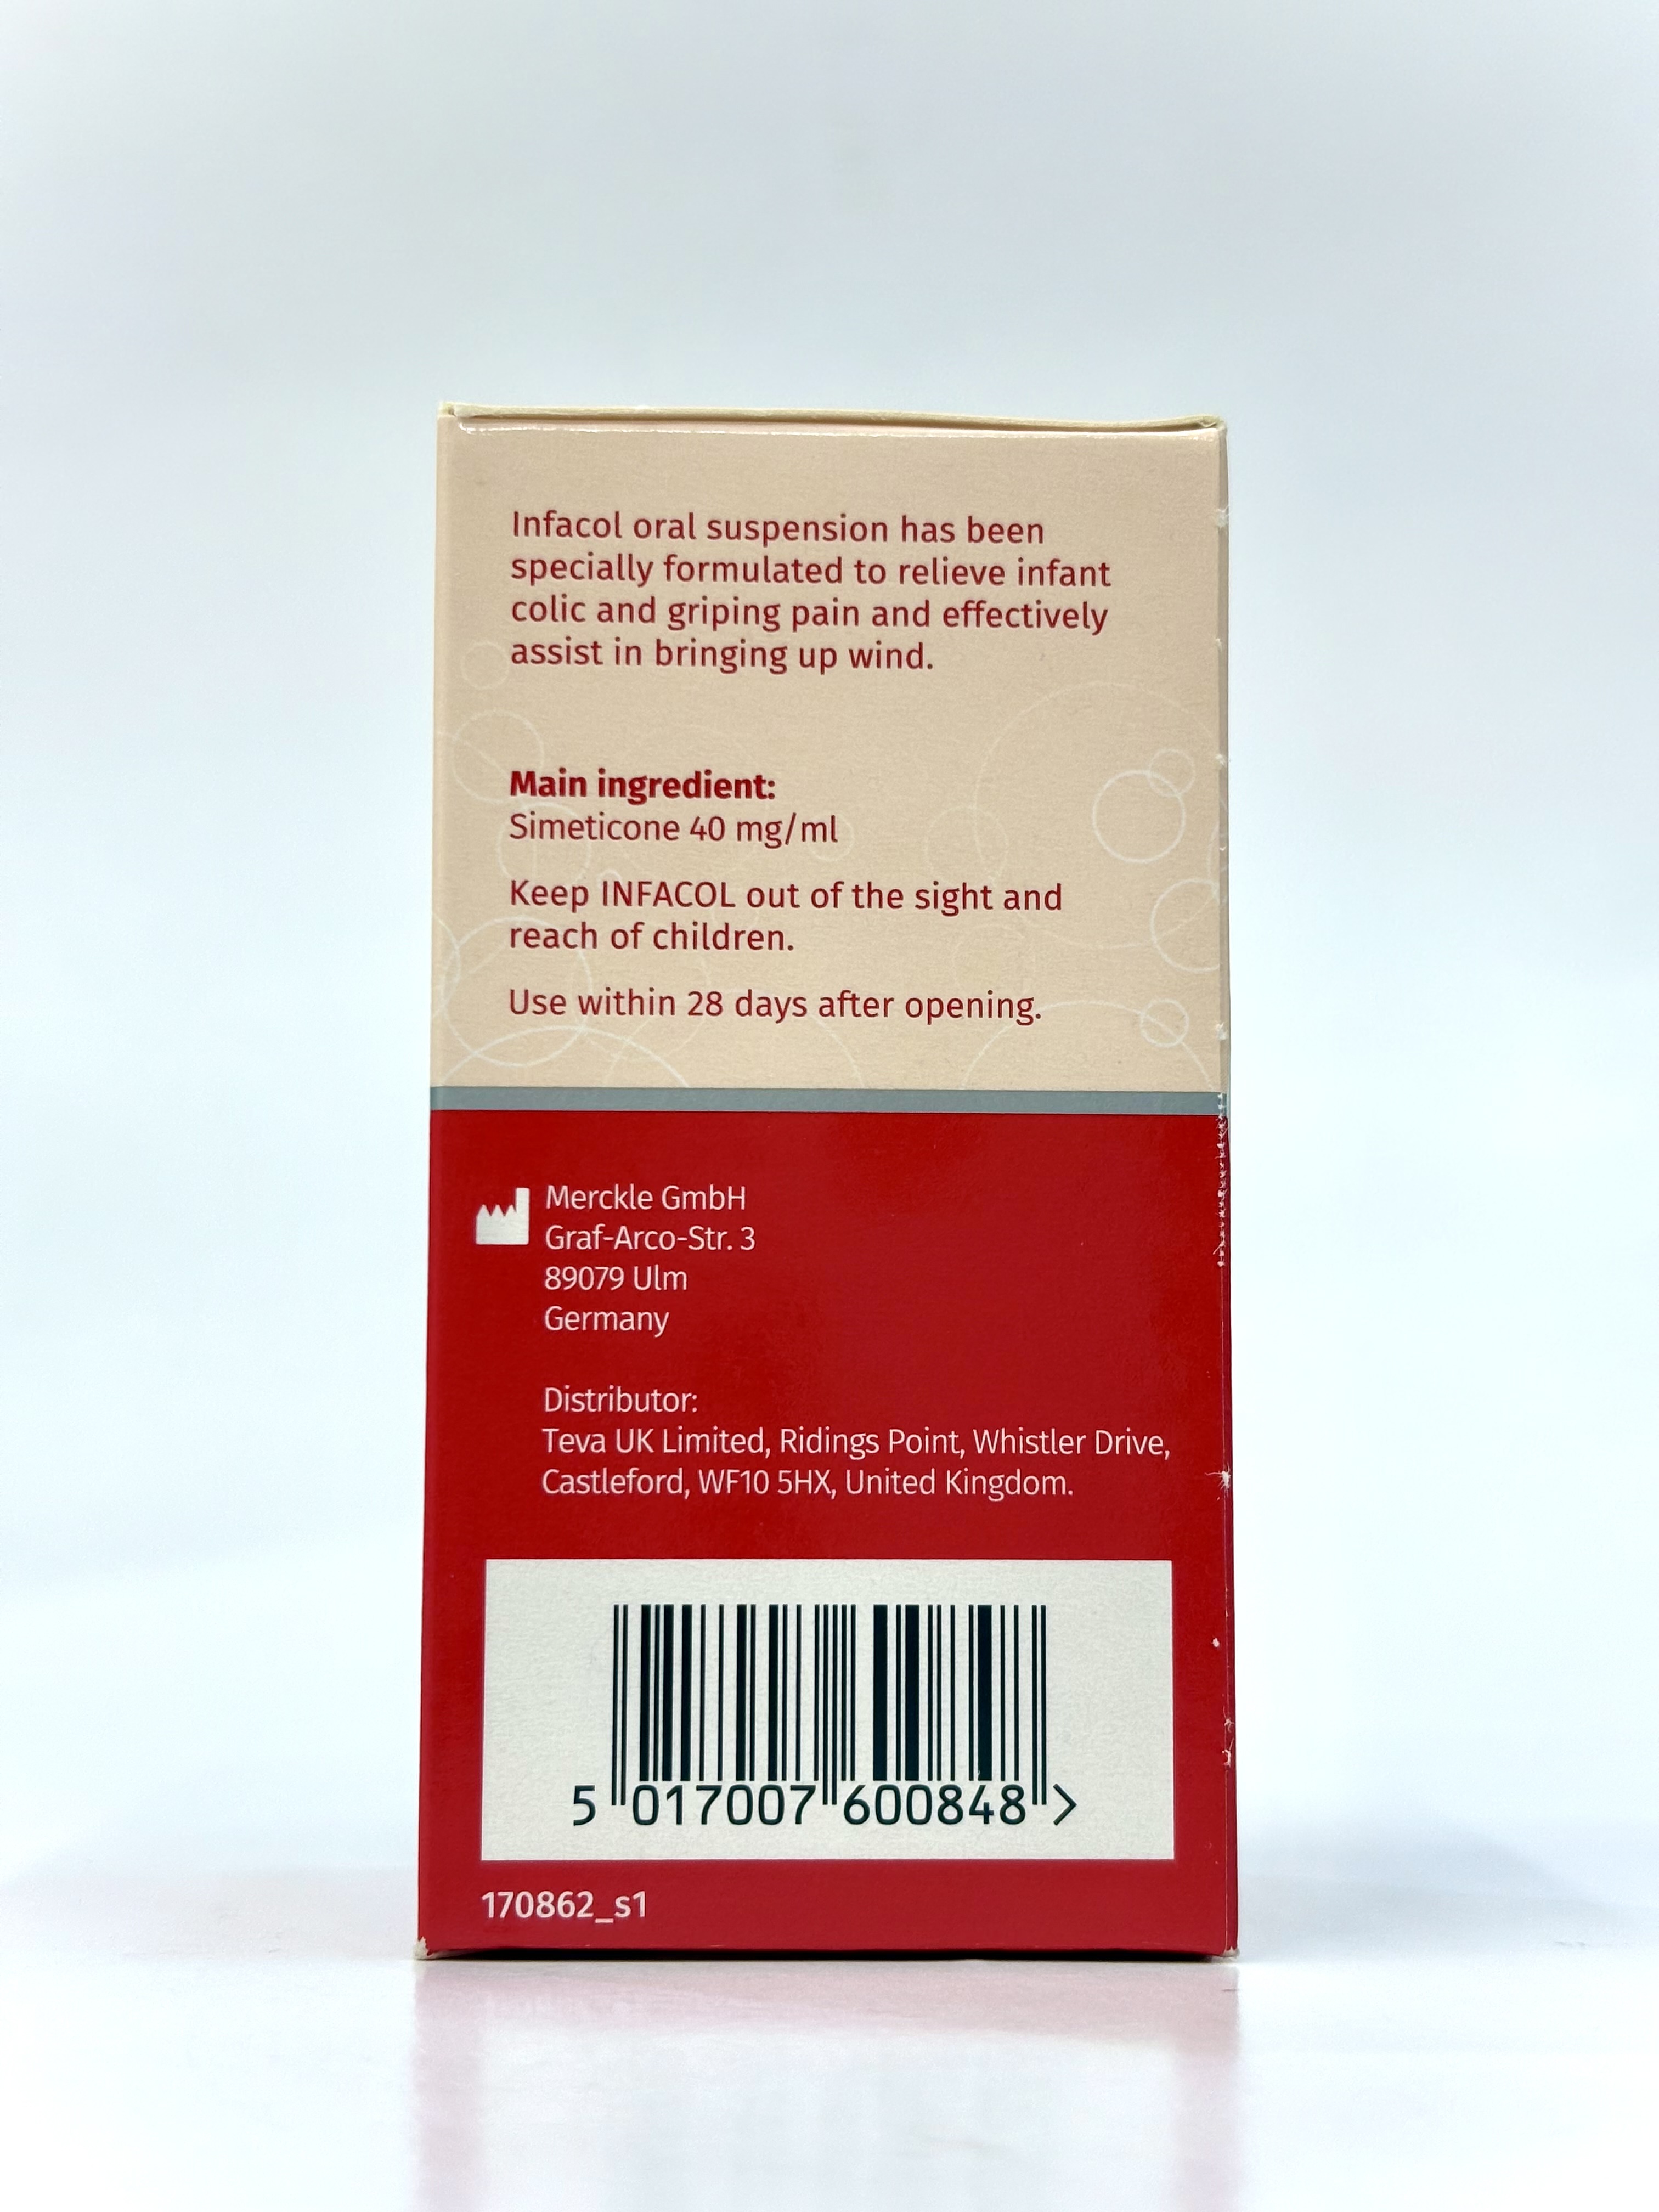 Infacol oral suspension has been
specially formulated to relieve infant
colic and griping pain and effectively
assist in bringing up wind.
Main ingredient:
Simeticone 40 mg/ml
Keep INFACOL out of the sight and
reach of children.
Use within 28 days after opening.
Merckle GmbH
Graf-Arco-Str. 3
89079 Ulm
Germany
Distributor:
Teva UK Limited, Ridings Point, Whistler Drive,
Castleford, WF10 5HX, United Kingdom.
5 017007 600848 >
170862_s1